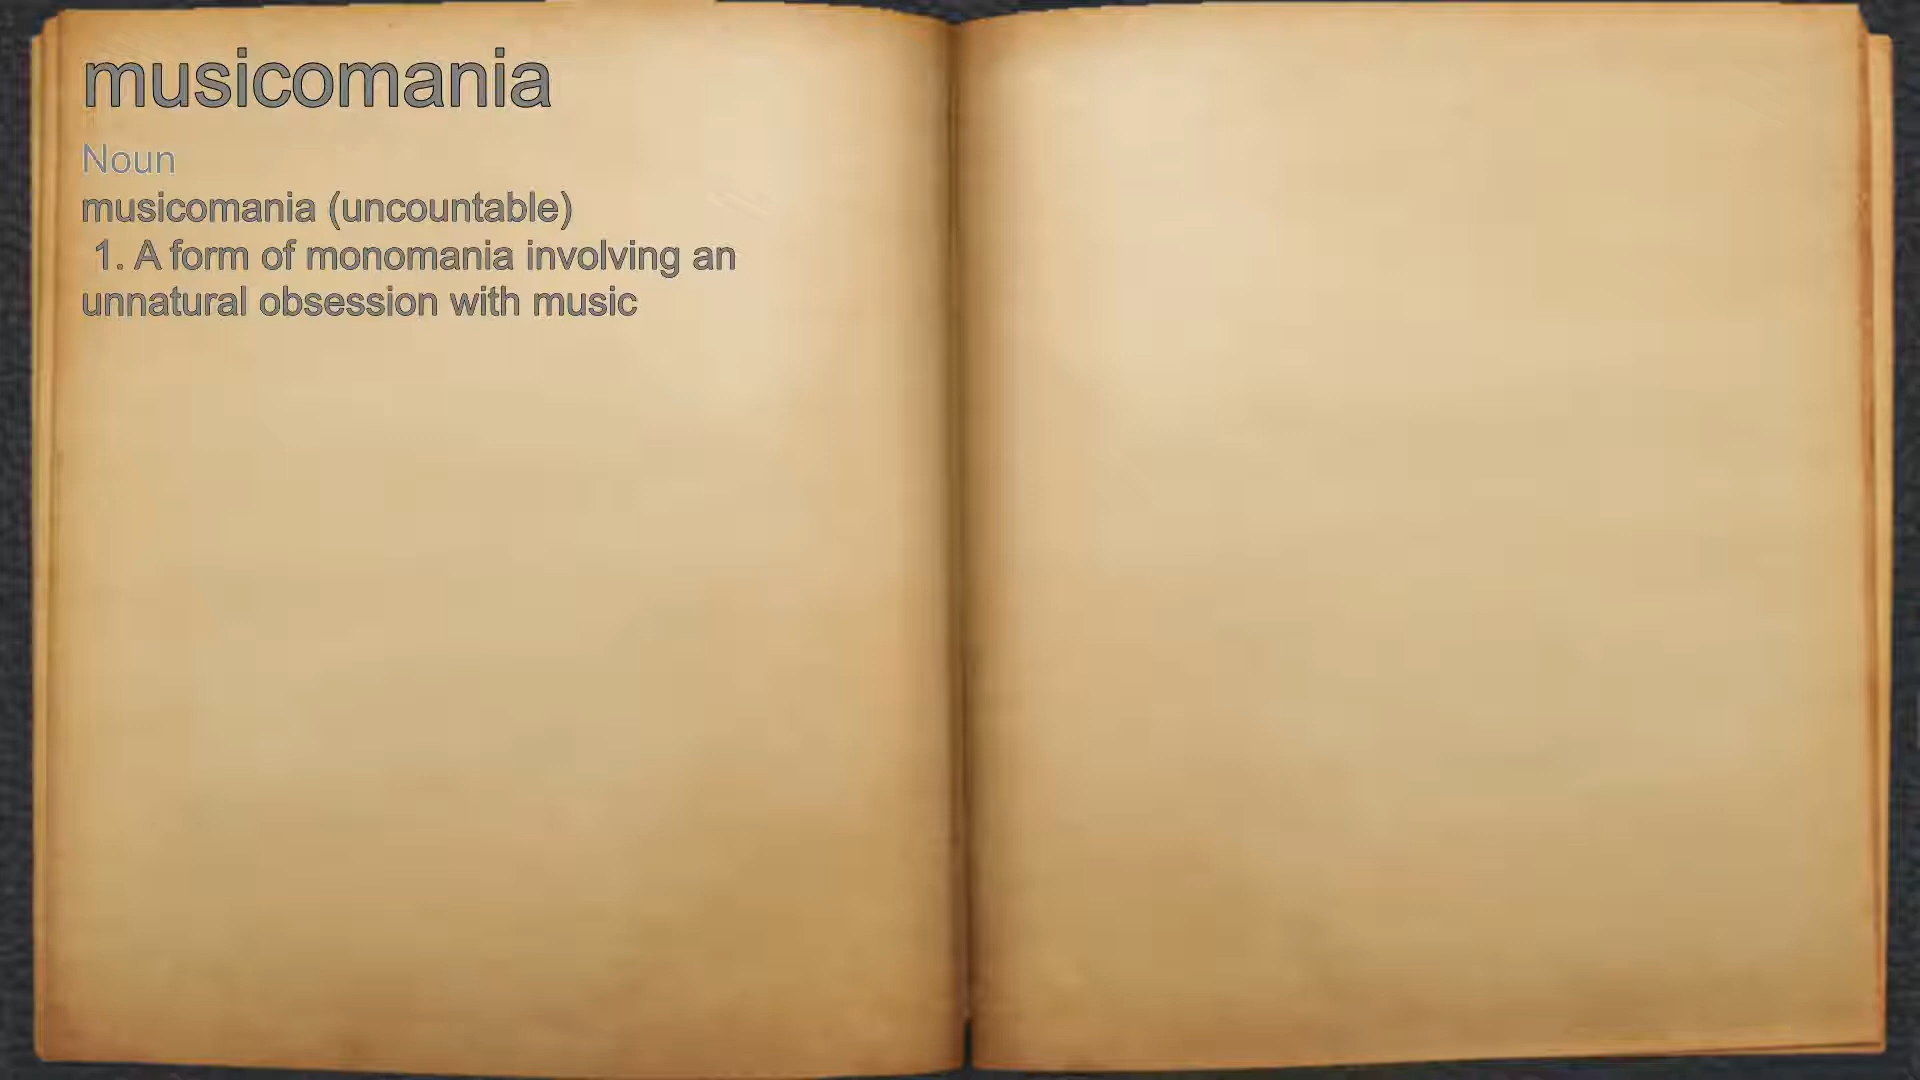 musicomania
Noun
musicomania (uncountable)
1. A form of monomania involving an
unnatural obsession with music